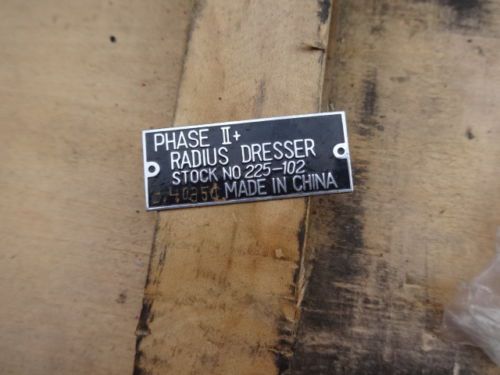 PHASE II+
RADIUS DRESSER
STOCK NO 225-102
MADE IN CHINA